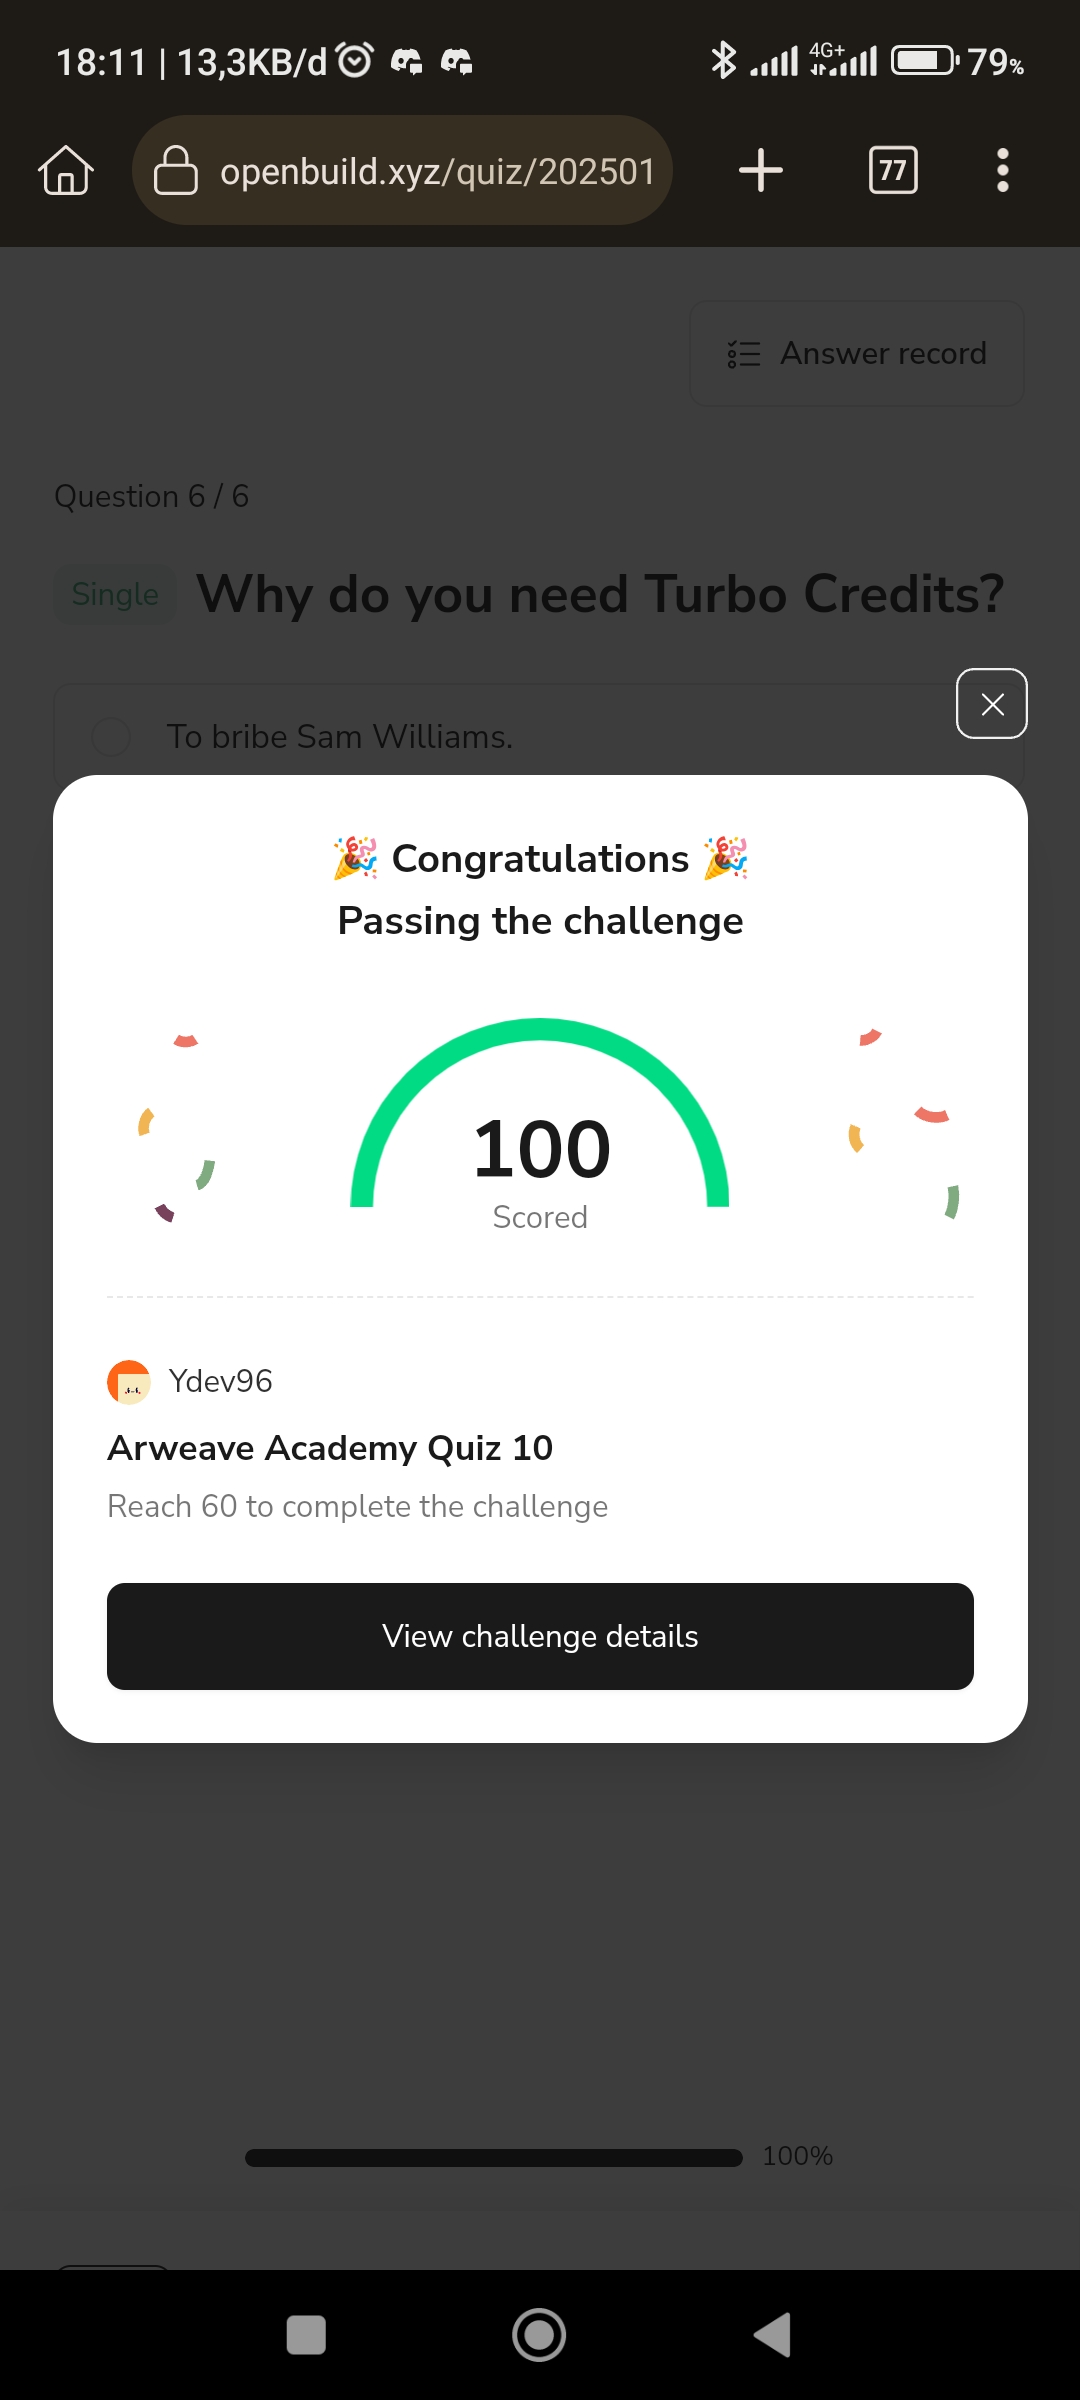 18:11 | 13,3KB/d
4G+
79%
openbuild.xyz/quiz/202501
77
Answer record
Question 6 / 6
Single Why do you need Turbo Credits?
To bribe Sam Williams.
🎉 Congratulations 🎉
Passing the challenge
100
Scored
Ydev96
Arweave Academy Quiz 10
Reach 60 to complete the challenge
View challenge details
100%